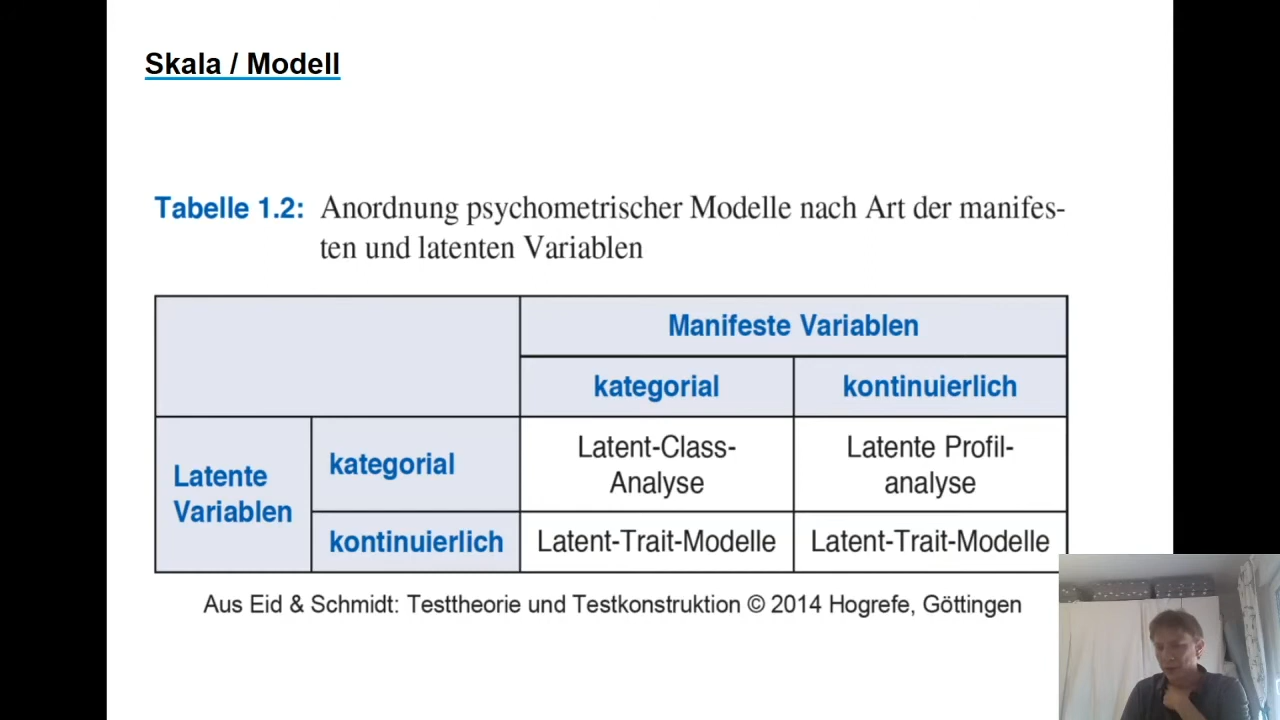 Skala / Modell
Tabelle 1.2: Anordnung psychometrischer Modelle nach Art der manifes-
ten und latenten Variablen
Manifeste Variablen
kategorial kontinuierlich
Latente
Variablen
kategorial
Latent-Class-
Analyse
Latente Profil-
analyse
kontinuierlich Latent-Trait-Modelle Latent-Trait-Modelle
Aus Eid & Schmidt: Testtheorie und Testkonstruktion © 2014 Hogrefe, Göttingen